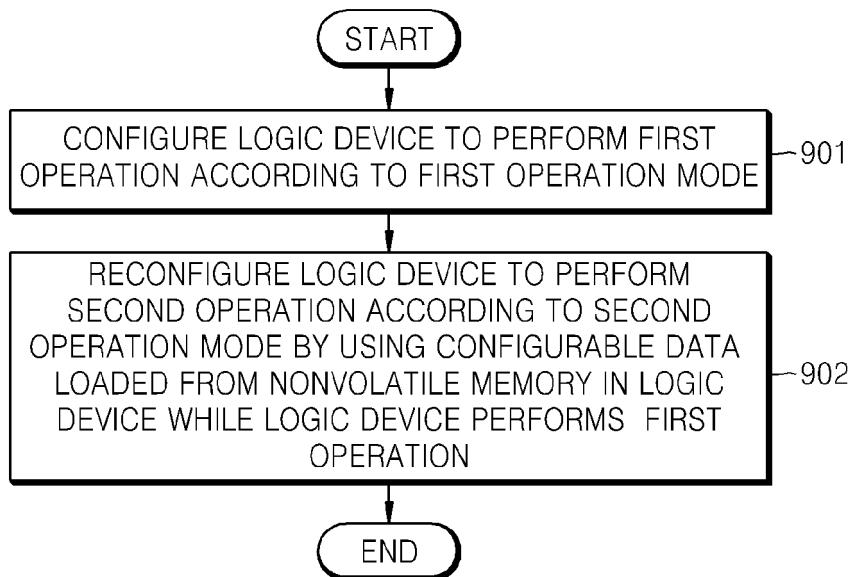 START
CONFIGURE LOGIC DEVICE TO PERFORM FIRST
OPERATION ACCORDING TO FIRST OPERATION MODE
901
RECONFIGURE LOGIC DEVICE TO PERFORM
SECOND OPERATION ACCORDING TO SECOND
OPERATION MODE BY USING CONFIGURABLE DATA
LOADED FROM NONVOLATILE MEMORY IN LOGIC
DEVICE WHILE LOGIC DEVICE PERFORMS FIRST
OPERATION
902
END